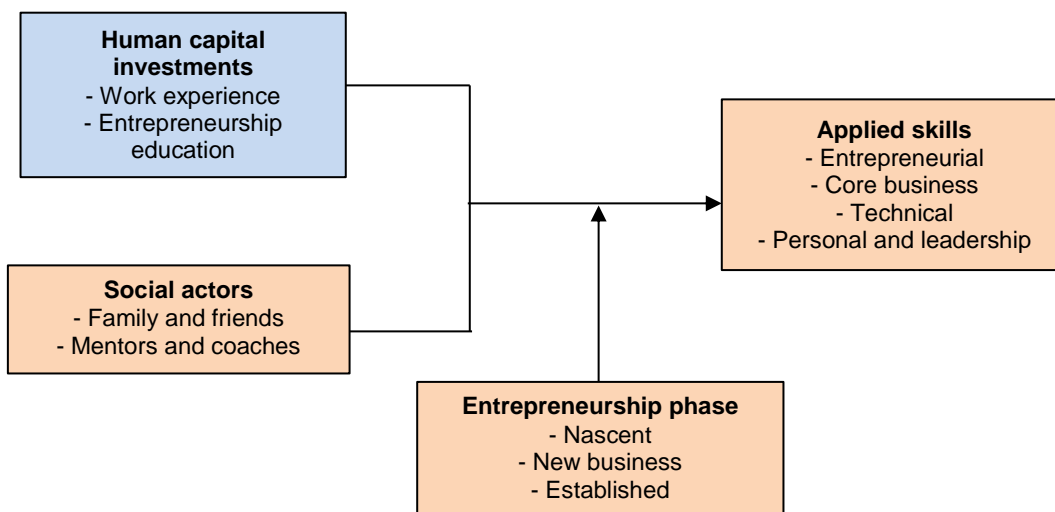 Human capital
investments
- Work experience
- Entrepreneurship
education
Applied skills
- Entrepreneurial
- Core business
- Technical
- Personal and leadership
Social actors
- Family and friends
- Mentors and coaches
Entrepreneurship phase
- Nascent
- New business
- Established